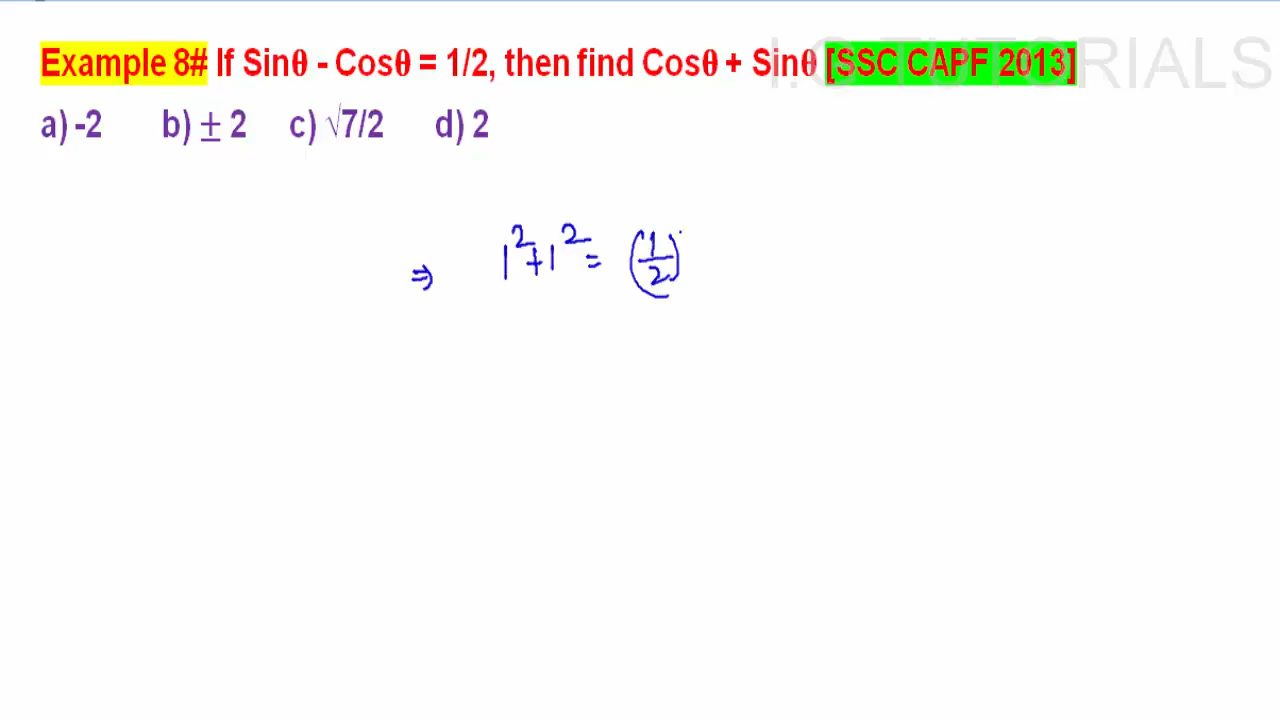 I.G TUTORIALS
Example 8# If Sinθ - Cosθ = 1/2, then find Cosθ + Sinθ [SSC CAPF 2013]
a) -2 b) ± 2 c) √7/2 d) 2
⇒ 1² + 1² = (1/2)